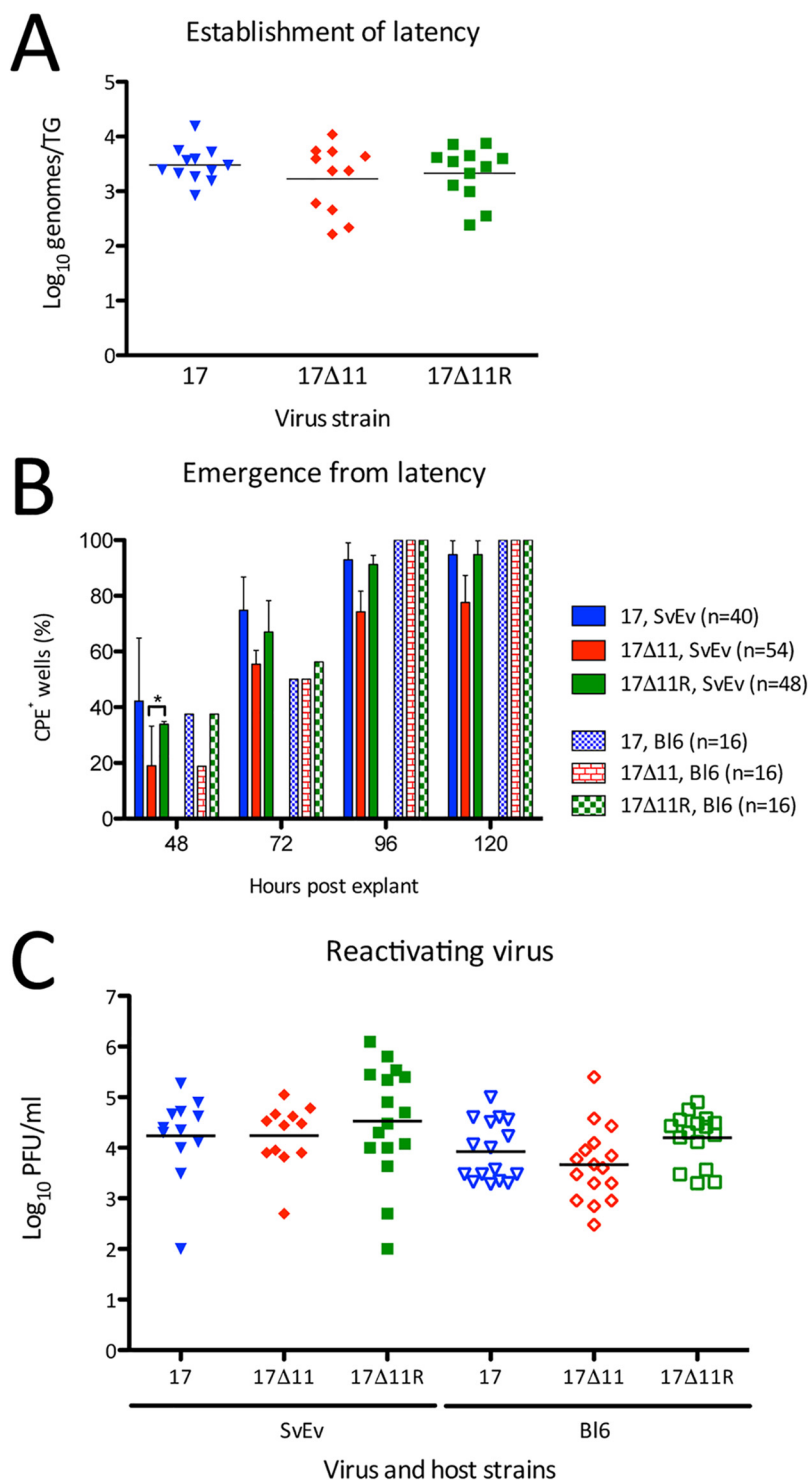 A
Establishment of latency
5
4
3
2
1
0
Log10 genomes/TG
17 17Δ11 17Δ11R
Virus strain
B
Emergence from latency
100
80
60
40
20
0
CPE+ wells (%)
*
48 72 96 120
Hours post explant
17, SvEv (n=40)
17Δ11, SvEv (n=54)
17Δ11R, SvEv (n=48)
17, Bl6 (n=16)
17Δ11, Bl6 (n=16)
17Δ11R, Bl6 (n=16)
C
Reactivating virus
7
6
5
4
3
2
1
0
Log10 PFU/ml
17 17Δ11 17Δ11R 17 17Δ11 17Δ11R
SvEv Bl6
Virus and host strains